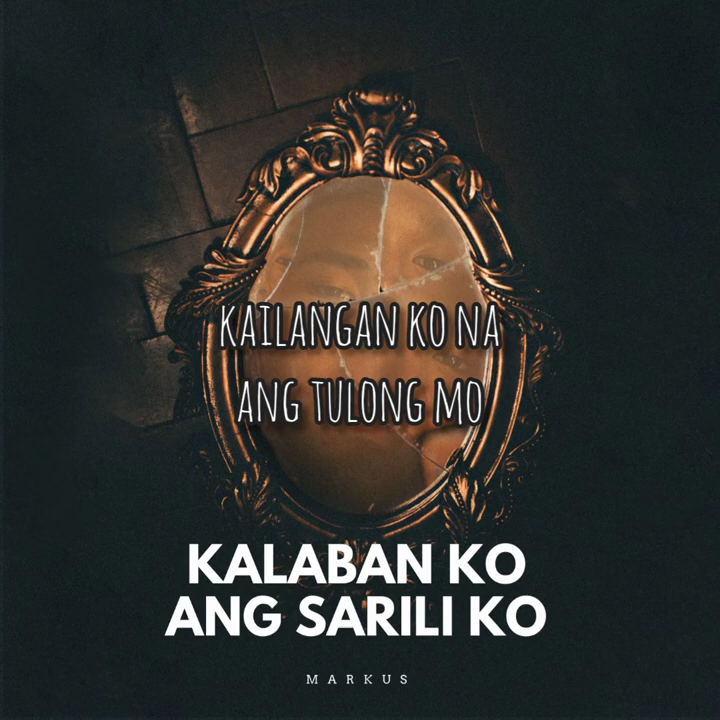 KAILANGAN KO NA
ANG TULONG MO
KALABAN KO
ANG SARILI KO
MARKUS